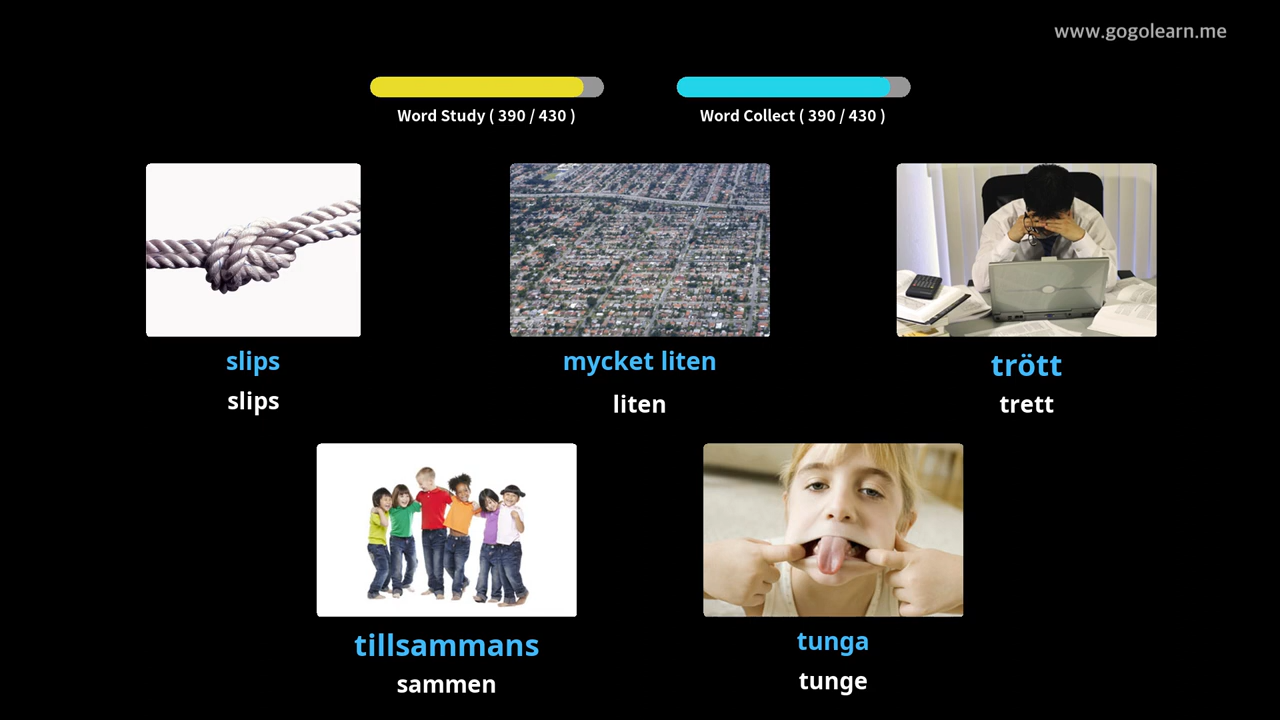 www.gogolearn.me
Word Study ( 390 / 430 )
Word Collect ( 390 / 430 )
slips
slips
mycket liten
liten
trött
trett
tillsammans
sammen
tunga
tunge